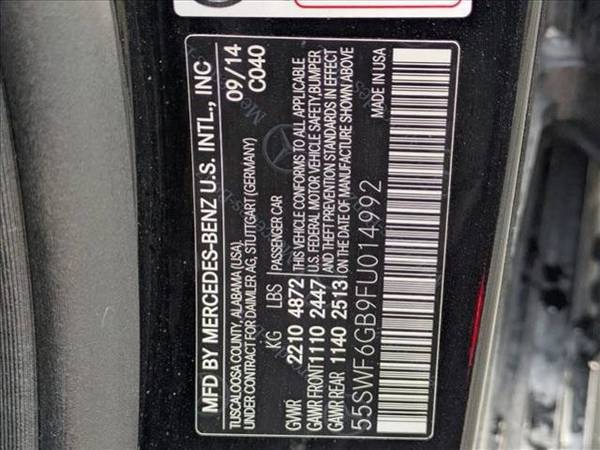 MFD BY MERCEDES-BENZ U.S. INTL., INC
TUSCALOOSA COUNTY, ALABAMA (USA),
UNDER CONTRACT FOR DAIMLER AG, STUTTGART (GERMANY)
09/14
C040
KG LBS PASSENGER CAR
GVWR 2210 4872
GAWR FRONT 1110 2447
GAWR REAR 1140 2513
THIS VEHICLE CONFORMS TO ALL APPLICABLE
U.S. FEDERAL MOTOR VEHICLE SAFETY/BUMPER
AND THEFT PREVENTION STANDARDS IN EFFECT
ON THE DATE OF MANUFACTURE SHOWN ABOVE
55SWF6GB9FU014992
MADE IN USA